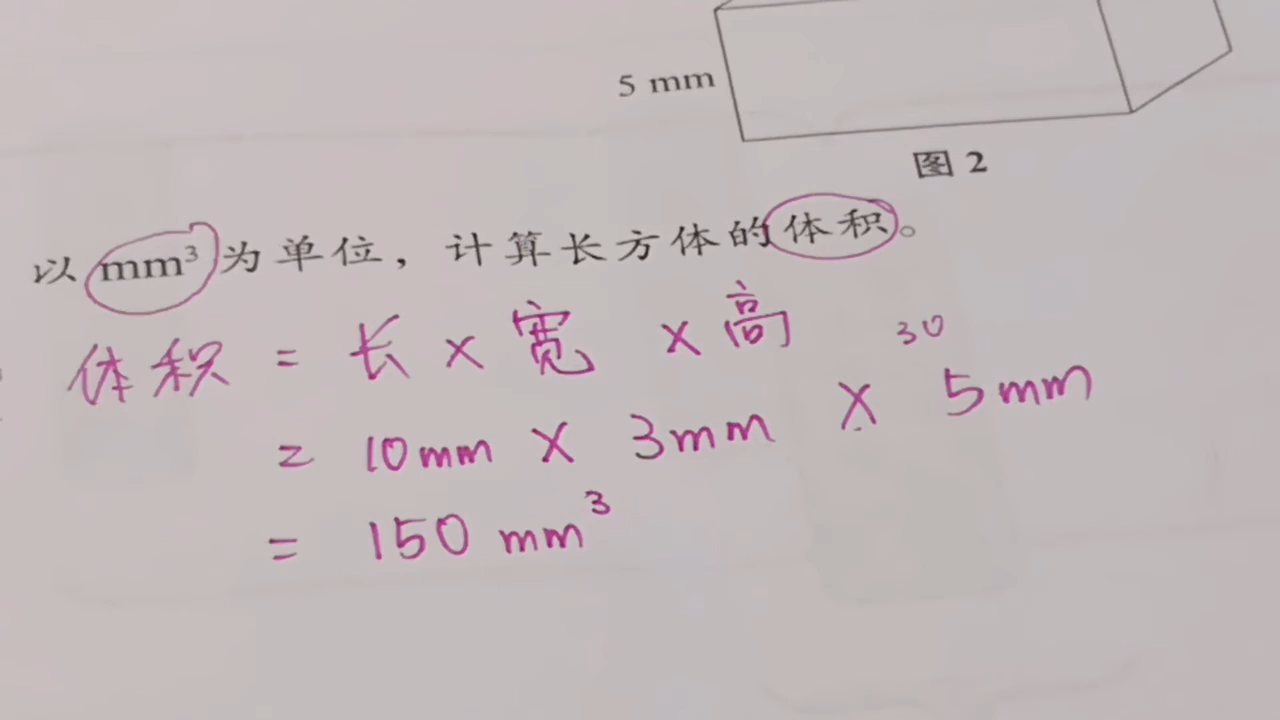 5 mm
图 2
以 mm³ 为单位，计算长方体的体积。
体积 = 长 × 宽 × 高
30
= 10mm × 3mm × 5mm
= 150 mm³